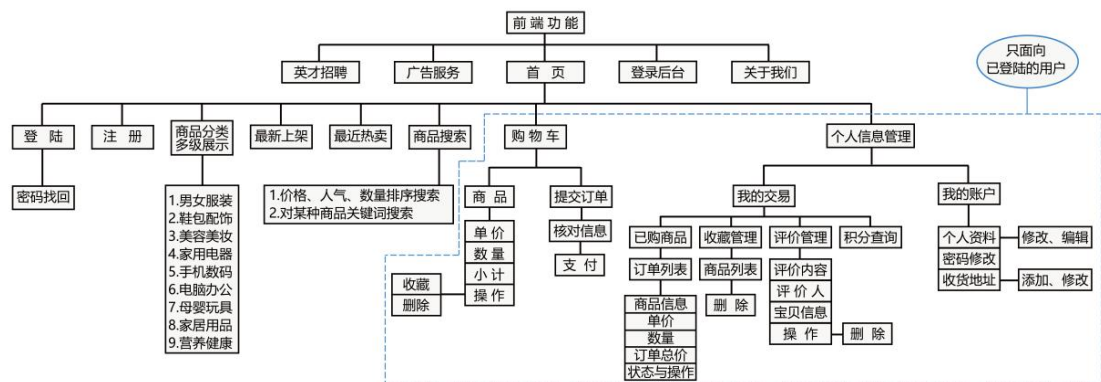 前端功能
只面向
已登陆的用户
英才招聘
广告服务
首页
登录后台
关于我们
登陆
注册
商品分类
多级展示
最新上架
最近热卖
商品搜索
购物车
个人信息管理
密码找回
1.男女服装
2.鞋包配饰
3.美容美妆
4.家用电器
5.手机数码
6.电脑办公
7.母婴玩具
8.家居用品
9.营养健康
1.价格、人气、数量排序搜索
2.对某种商品关键词搜索
商品
单价
数量
小计
操作
收藏
删除
提交订单
核对信息
支付
我的交易
已购商品
订单列表
商品信息
单价
数量
订单总价
状态与操作
收藏管理
商品列表
删除
评价管理
评价内容
评价人
宝贝信息
操作
删除
积分查询
我的账户
个人资料
修改、编辑
密码修改
收货地址
添加、修改